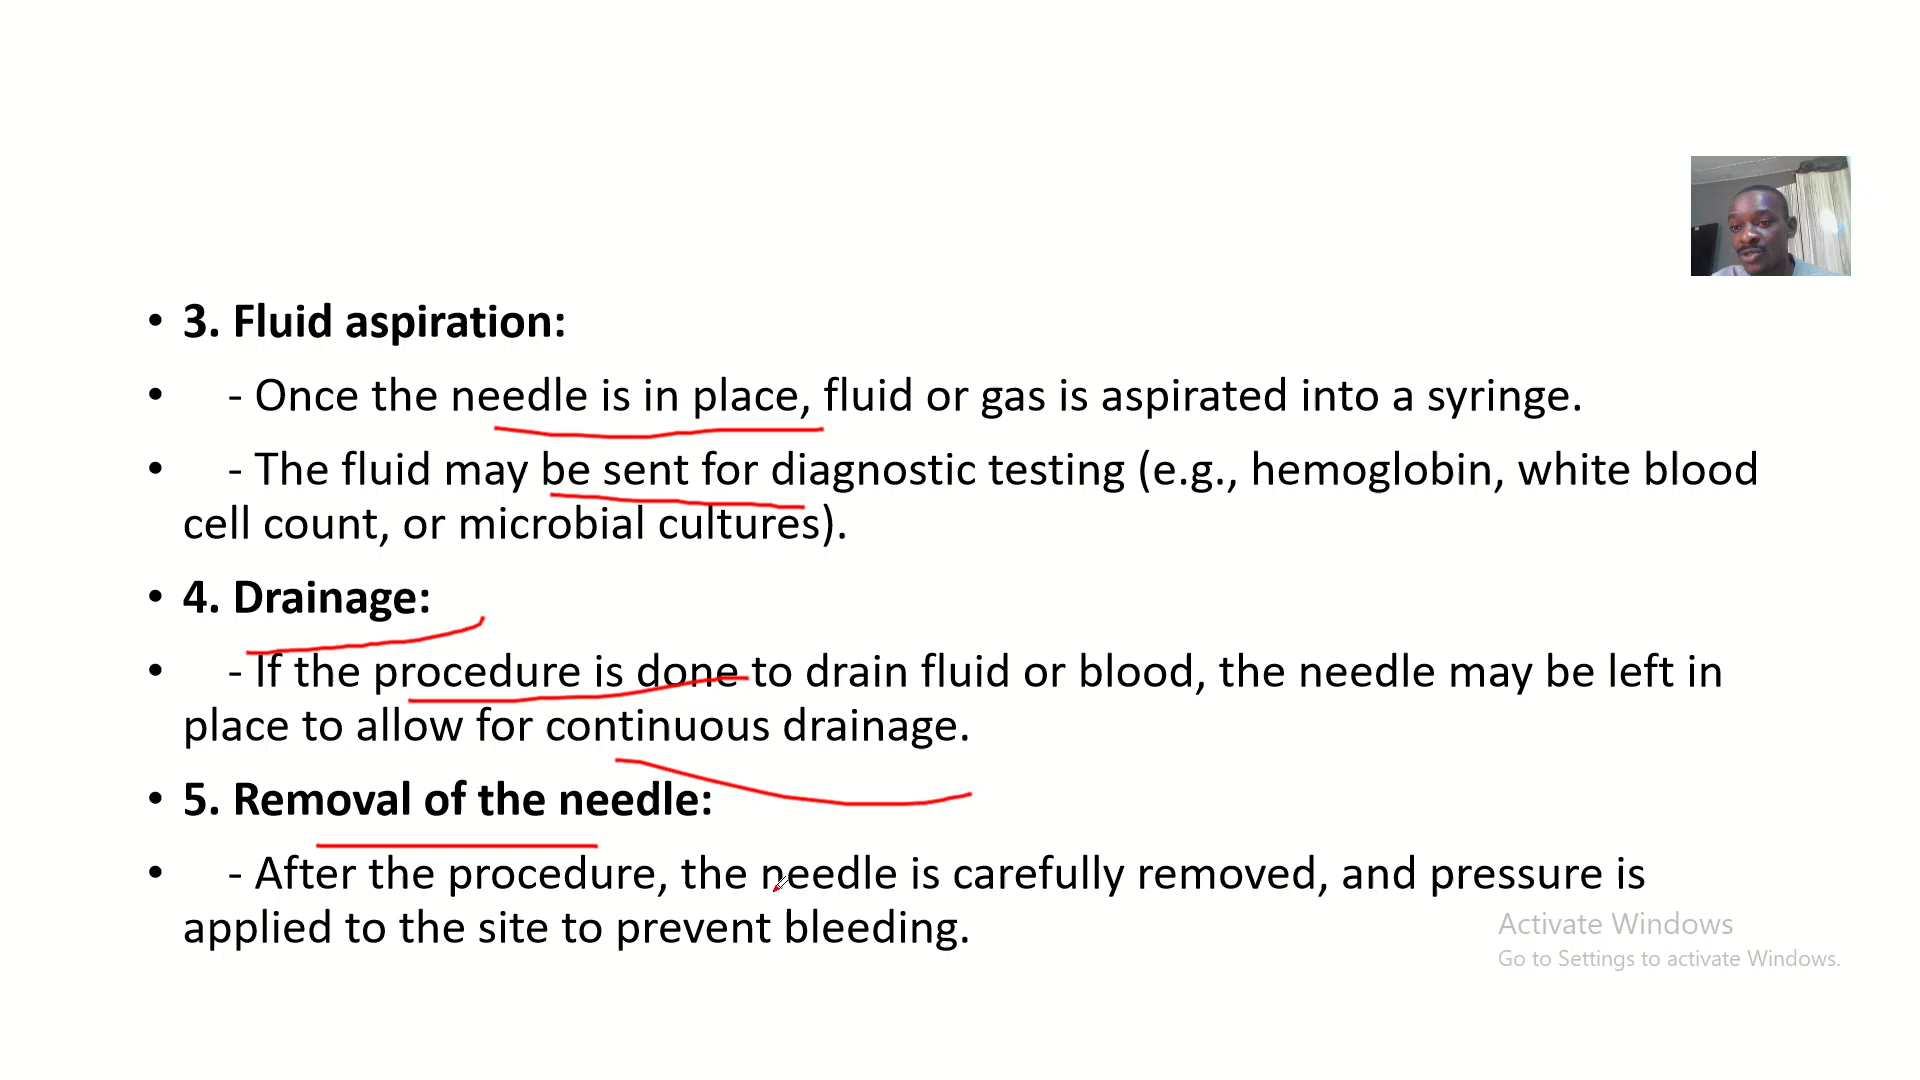 • 3. Fluid aspiration:
• - Once the needle is in place, fluid or gas is aspirated into a syringe.
• - The fluid may be sent for diagnostic testing (e.g., hemoglobin, white blood
cell count, or microbial cultures).
• 4. Drainage:
• - If the procedure is done to drain fluid or blood, the needle may be left in
place to allow for continuous drainage.
• 5. Removal of the needle:
• - After the procedure, the needle is carefully removed, and pressure is
applied to the site to prevent bleeding.
Activate Windows
Go to Settings to activate Windows.